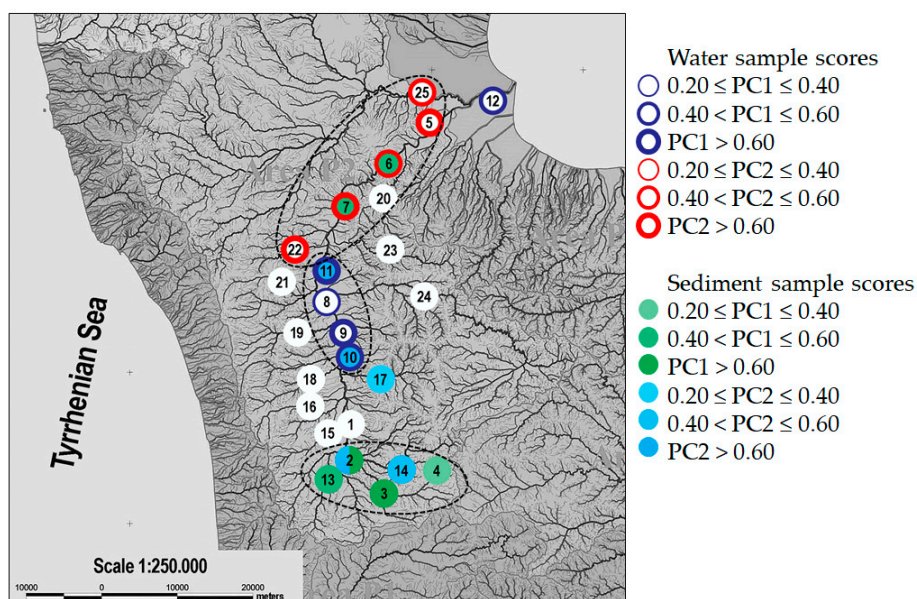 25
12
5
6
20
7
22
23
11
21
8
24
19
9
10
18
17
16
1
15
2
14
4
13
3
Tyrrhenian Sea
Scale 1:250.000
10000 0 10000 20000
meters
Water sample scores
0.20 ≤ PC1 ≤ 0.40
0.40 < PC1 ≤ 0.60
PC1 > 0.60
0.20 ≤ PC2 ≤ 0.40
0.40 < PC2 ≤ 0.60
PC2 > 0.60
Sediment sample scores
0.20 ≤ PC1 ≤ 0.40
0.40 < PC1 ≤ 0.60
PC1 > 0.60
0.20 ≤ PC2 ≤ 0.40
0.40 < PC2 ≤ 0.60
PC2 > 0.60